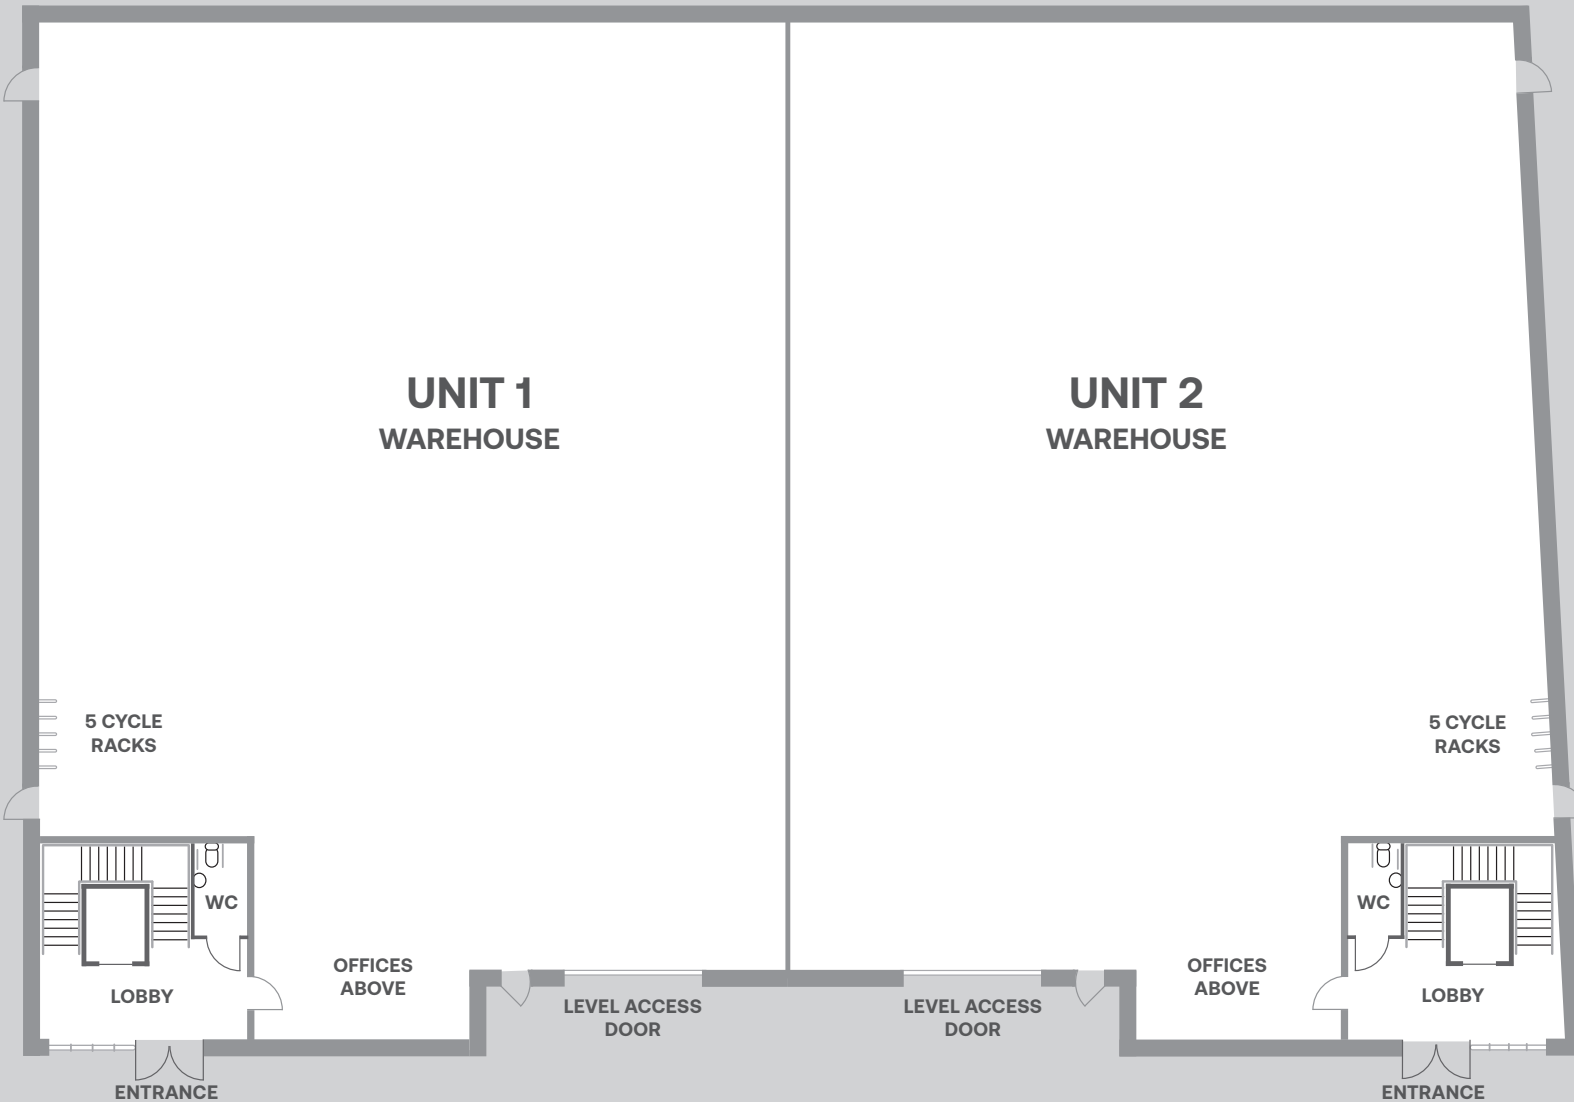 UNIT 1
WAREHOUSE
UNIT 2
WAREHOUSE
5 CYCLE
RACKS
5 CYCLE
RACKS
WC
WC
OFFICES
ABOVE
OFFICES
ABOVE
LOBBY
LEVEL ACCESS
DOOR
LEVEL ACCESS
DOOR
LOBBY
ENTRANCE
ENTRANCE